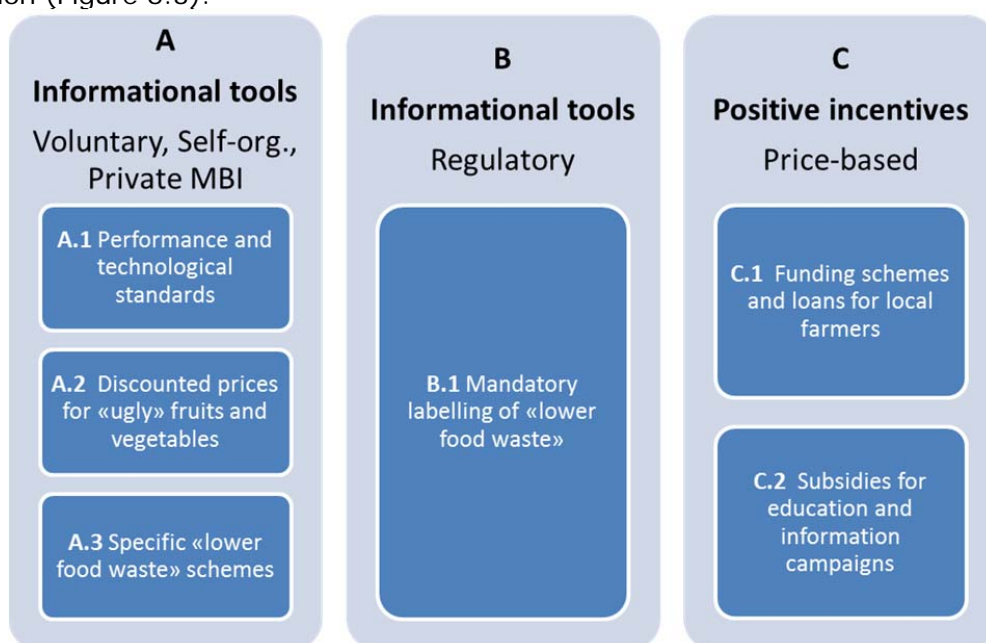 A
Informational tools
Voluntary, Self-org.,
Private MBI
A.1 Performance and
technological
standards
A.2 Discounted prices
for «ugly» fruits and
vegetables
A.3 Specific «lower
food waste» schemes
B
Informational tools
Regulatory
B.1 Mandatory
labelling of «lower
food waste»
C
Positive incentives
Price-based
C.1 Funding schemes
and loans for local
farmers
C.2 Subsidies for
education and
information
campaigns